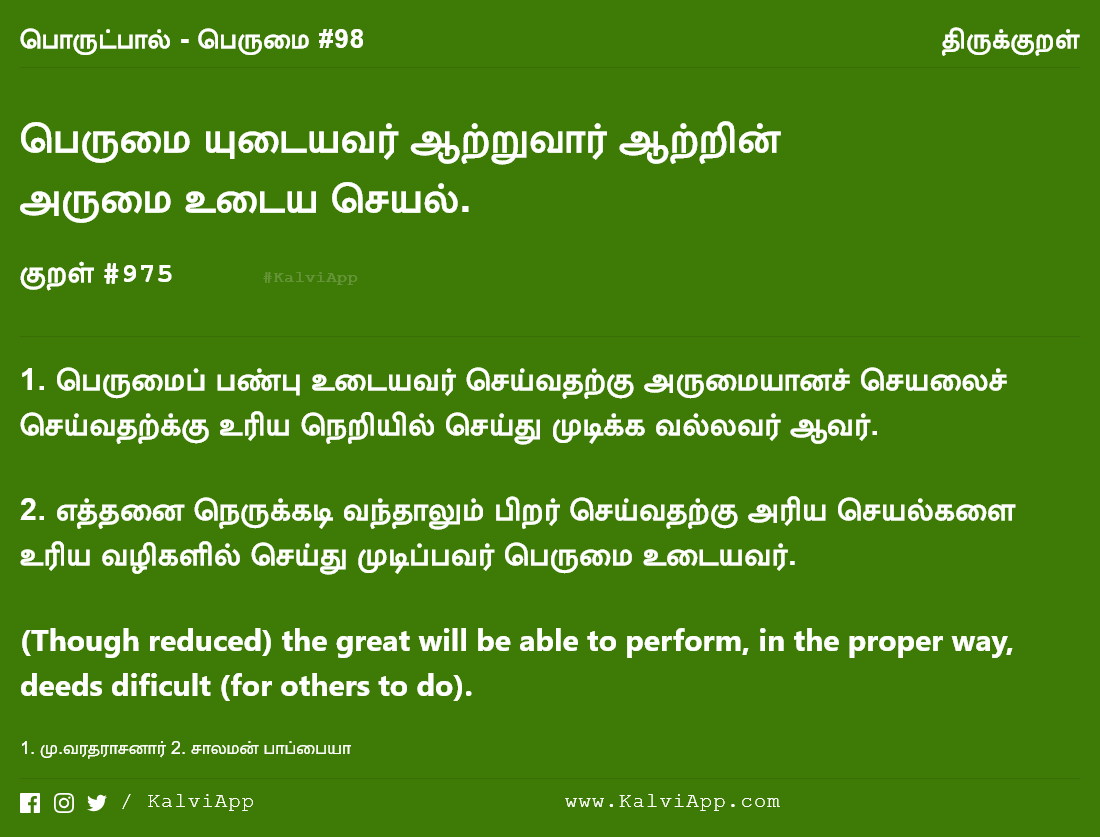 பொருட்பால் - பெருமை #98 திருக்குறள்
பெருமை யுடையவர் ஆற்றுவார் ஆற்றின்
அருமை உடைய செயல்.
குறள் #975 #KalviApp
1. பெருமைப் பண்பு உடையவர் செய்வதற்கு அருமையானச் செயலைச்
செய்வதற்க்கு உரிய நெறியில் செய்து முடிக்க வல்லவர் ஆவர்.
2. எத்தனை நெருக்கடி வந்தாலும் பிறர் செய்வதற்கு அரிய செயல்களை
உரிய வழிகளில் செய்து முடிப்பவர் பெருமை உடையவர்.
(Though reduced) the great will be able to perform, in the proper way,
deeds dificult (for others to do).
1. மு.வரதராசனார் 2. சாலமன் பாப்பையா
/ KalviApp www.KalviApp.com